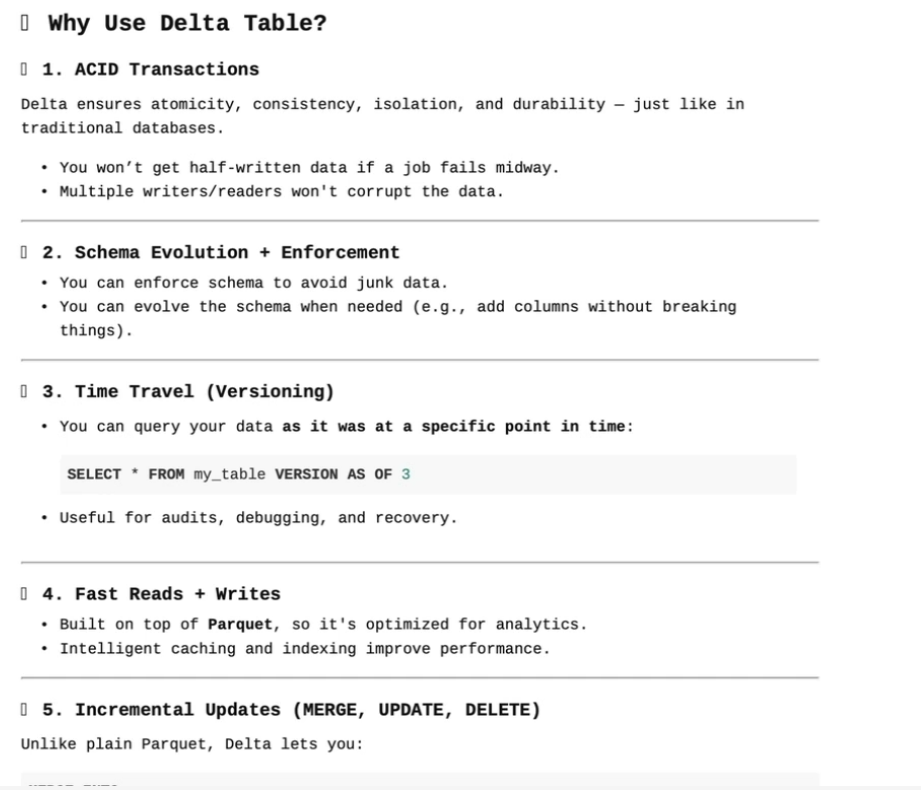 Why Use Delta Table?
1. ACID Transactions
Delta ensures atomicity, consistency, isolation, and durability — just like in
traditional databases.
• You won’t get half-written data if a job fails midway.
• Multiple writers/readers won't corrupt the data.
2. Schema Evolution + Enforcement
• You can enforce schema to avoid junk data.
• You can evolve the schema when needed (e.g., add columns without breaking
things).
3. Time Travel (Versioning)
• You can query your data as it was at a specific point in time:
SELECT * FROM my_table VERSION AS OF 3
• Useful for audits, debugging, and recovery.
4. Fast Reads + Writes
• Built on top of Parquet, so it's optimized for analytics.
• Intelligent caching and indexing improve performance.
5. Incremental Updates (MERGE, UPDATE, DELETE)
Unlike plain Parquet, Delta lets you: